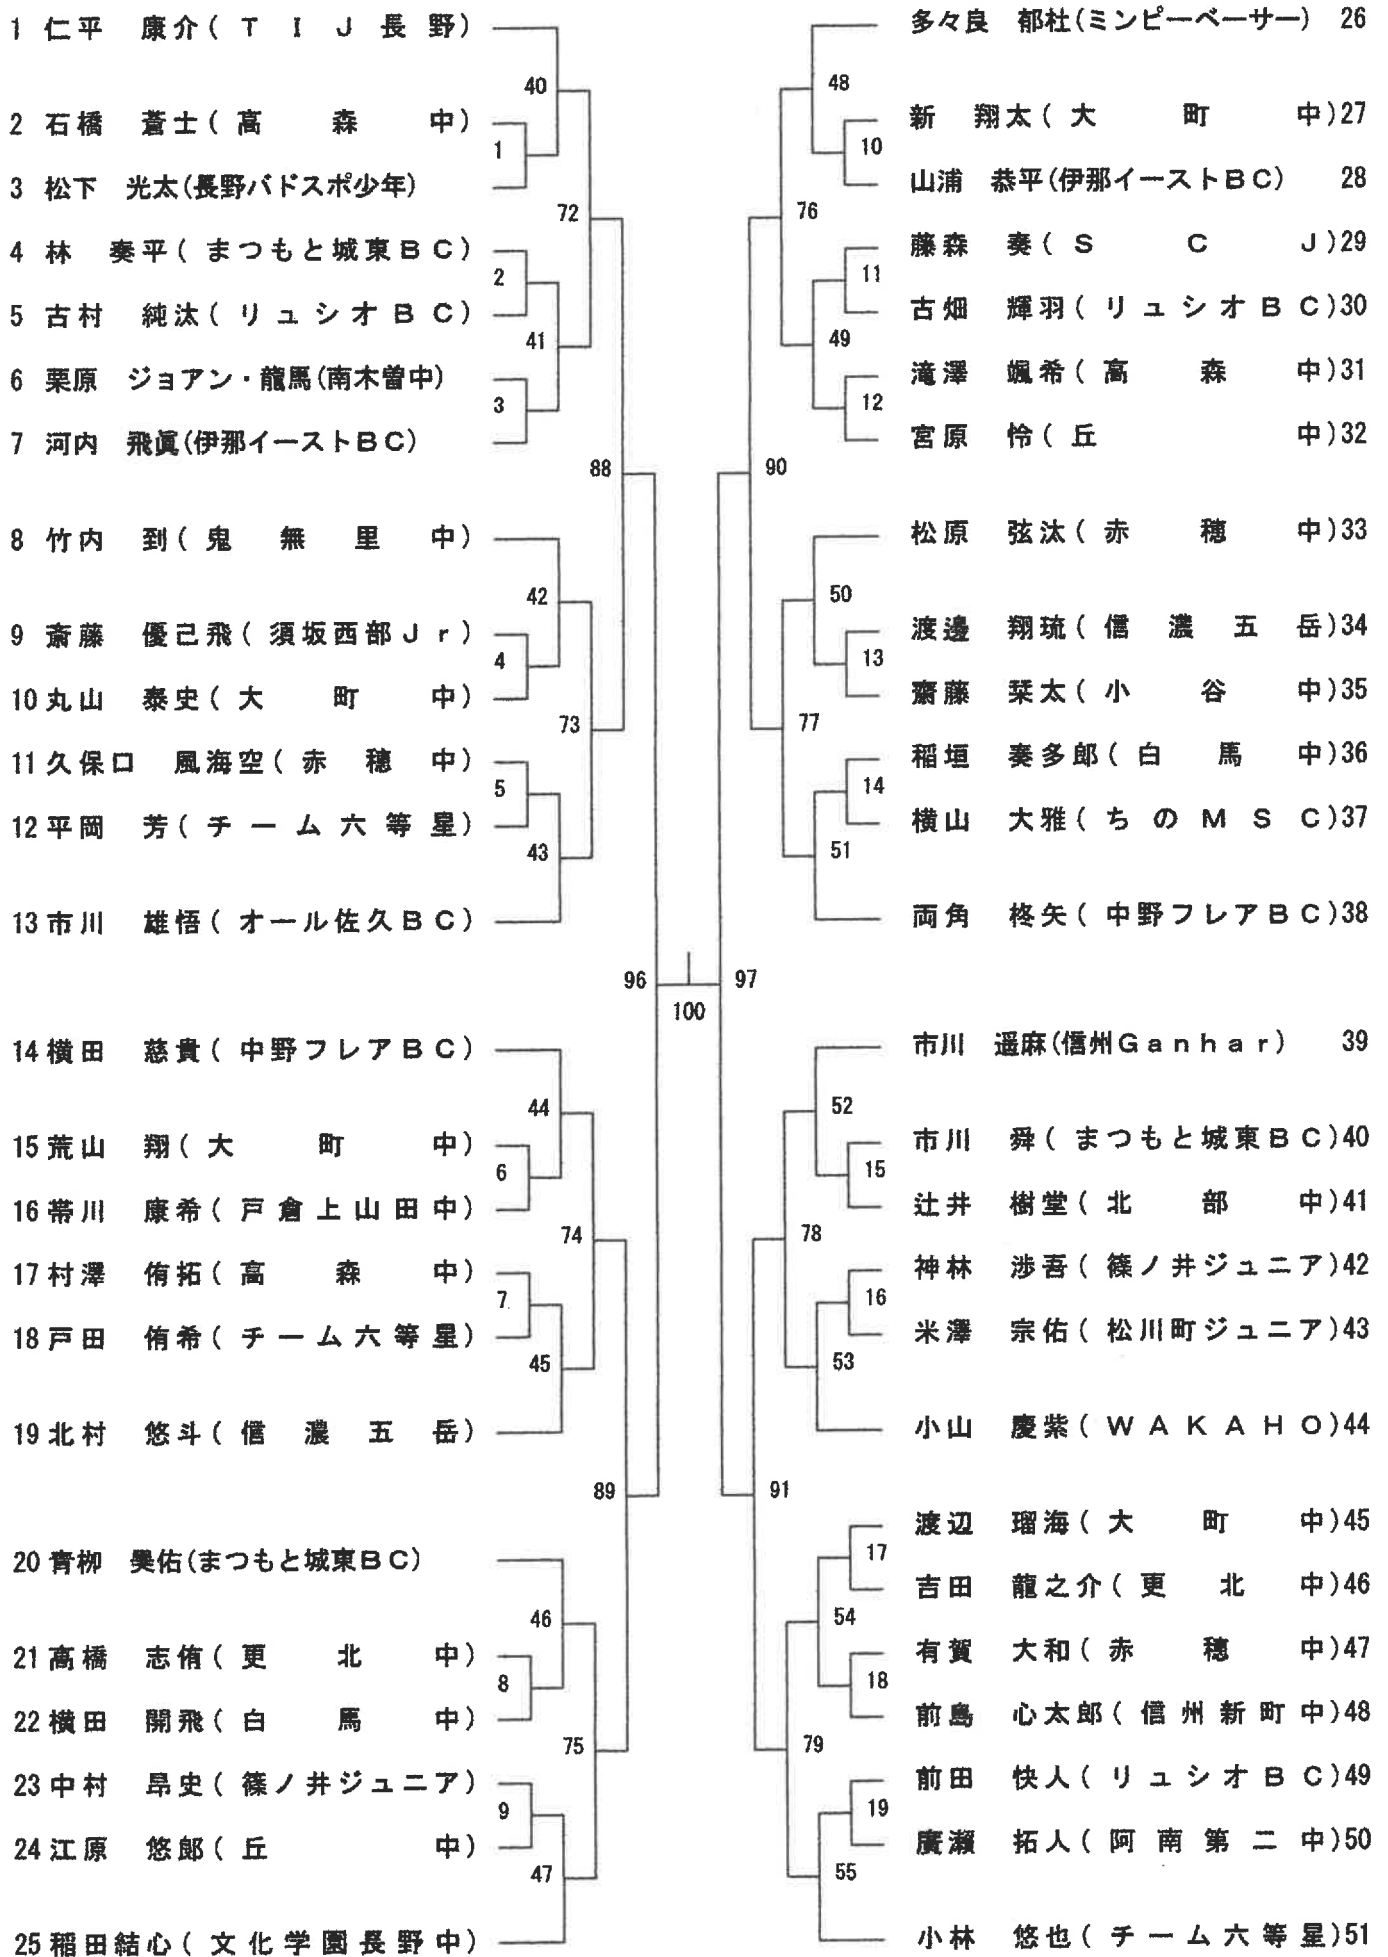 1 仁平 康介(TIJ長野)
40
2 石橋 蒼士(高森中)
1
3 松下 光太(長野バドスポ少年)
72
4 林 奏平(まつもと城東BC)
2
5 古村 純汰(リュシオBC)
41
6 栗原 ジョアン・龍馬(南木曽中)
3
7 河内 飛眞(伊那イーストBC)
88
8 竹内 到(鬼無里中)
42
9 斎藤 優己飛(須坂西部Jr)
4
10 丸山 泰史(大町中)
73
11 久保口 風海空(赤穂中)
5
12 平岡 芳(チーム六等星)
43
13 市川 雄悟(オール佐久BC)
96
14 横田 慈貴(中野フレアBC)
44
15 荒山 翔(大町中)
6
16 帯川 康希(戸倉上山田中)
74
17 村澤 侑拓(高森中)
7
18 戸田 侑希(チーム六等星)
45
19 北村 悠斗(信濃五岳)
89
20 青栁 奨佑(まつもと城東BC)
46
21 高橋 志侑(更北中)
8
22 横田 開飛(白馬中)
75
23 中村 昂史(篠ノ井ジュニア)
9
24 江原 悠郎(丘中)
47
25 稲田結心(文化学園長野中)
100
多々良 郁杜(ミンピーベーサー) 26
48
新 翔太(大町中)27
10
山浦 恭平(伊那イーストBC) 28
76
藤森 奏(SCJ)29
11
古畑 輝羽(リュシオBC)30
49
滝澤 颯希(高森中)31
12
宮原 怜(丘中)32
90
松原 弦汰(赤穂中)33
50
渡邊 翔琉(信濃五岳)34
13
齋藤 栞太(小谷中)35
77
稲垣 奏多郎(白馬中)36
14
横山 大雅(ちのMSC)37
51
両角 柊矢(中野フレアBC)38
97
市川 遥麻(信州Ganhar) 39
52
市川 舜(まつもと城東BC)40
15
辻井 樹堂(北部中)41
78
神林 渉吾(篠ノ井ジュニア)42
16
米澤 宗佑(松川町ジュニア)43
53
小山 慶紫(WAKAHO)44
91
渡辺 瑠海(大町中)45
17
吉田 龍之介(更北中)46
54
有賀 大和(赤穂中)47
18
前島 心太郎(信州新町中)48
79
前田 快人(リュシオBC)49
19
廣瀬 拓人(阿南第二中)50
55
小林 悠也(チーム六等星)51